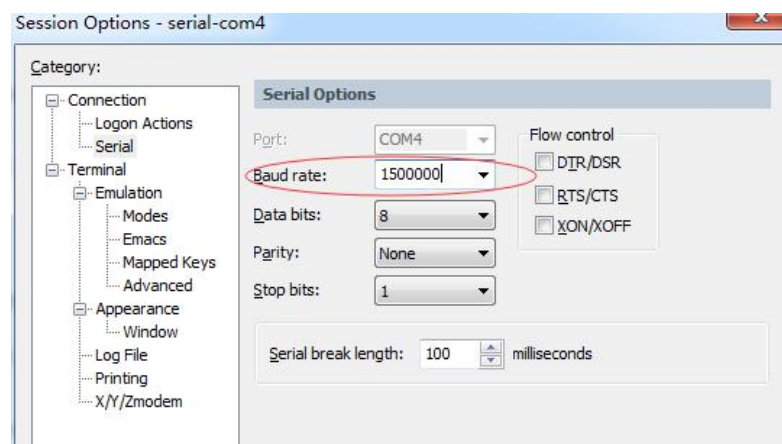 Session Options - serial-com4
Category:
Connection
Logon Actions
Serial
Terminal
Emulation
Modes
Emacs
Mapped Keys
Advanced
Appearance
Window
Log File
Printing
X/Y/Zmodem
Serial Options
Port: COM4
Baud rate: 1500000
Data bits: 8
Parity: None
Stop bits: 1
Flow control
DTR/DSR
RTS/CTS
XON/XOFF
Serial break length: 100 milliseconds